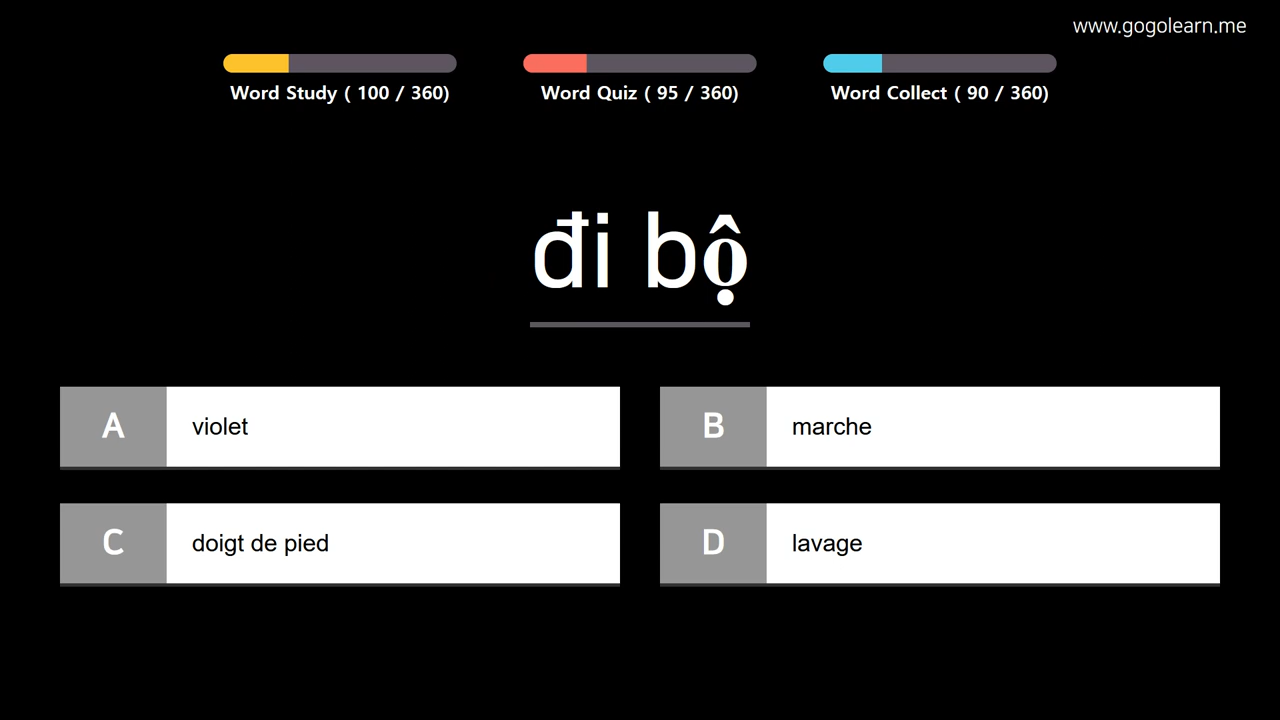 www.gogolearn.me
Word Study ( 100 / 360)
Word Quiz ( 95 / 360)
Word Collect ( 90 / 360)
đi bộ
A violet
B marche
C doigt de pied
D lavage